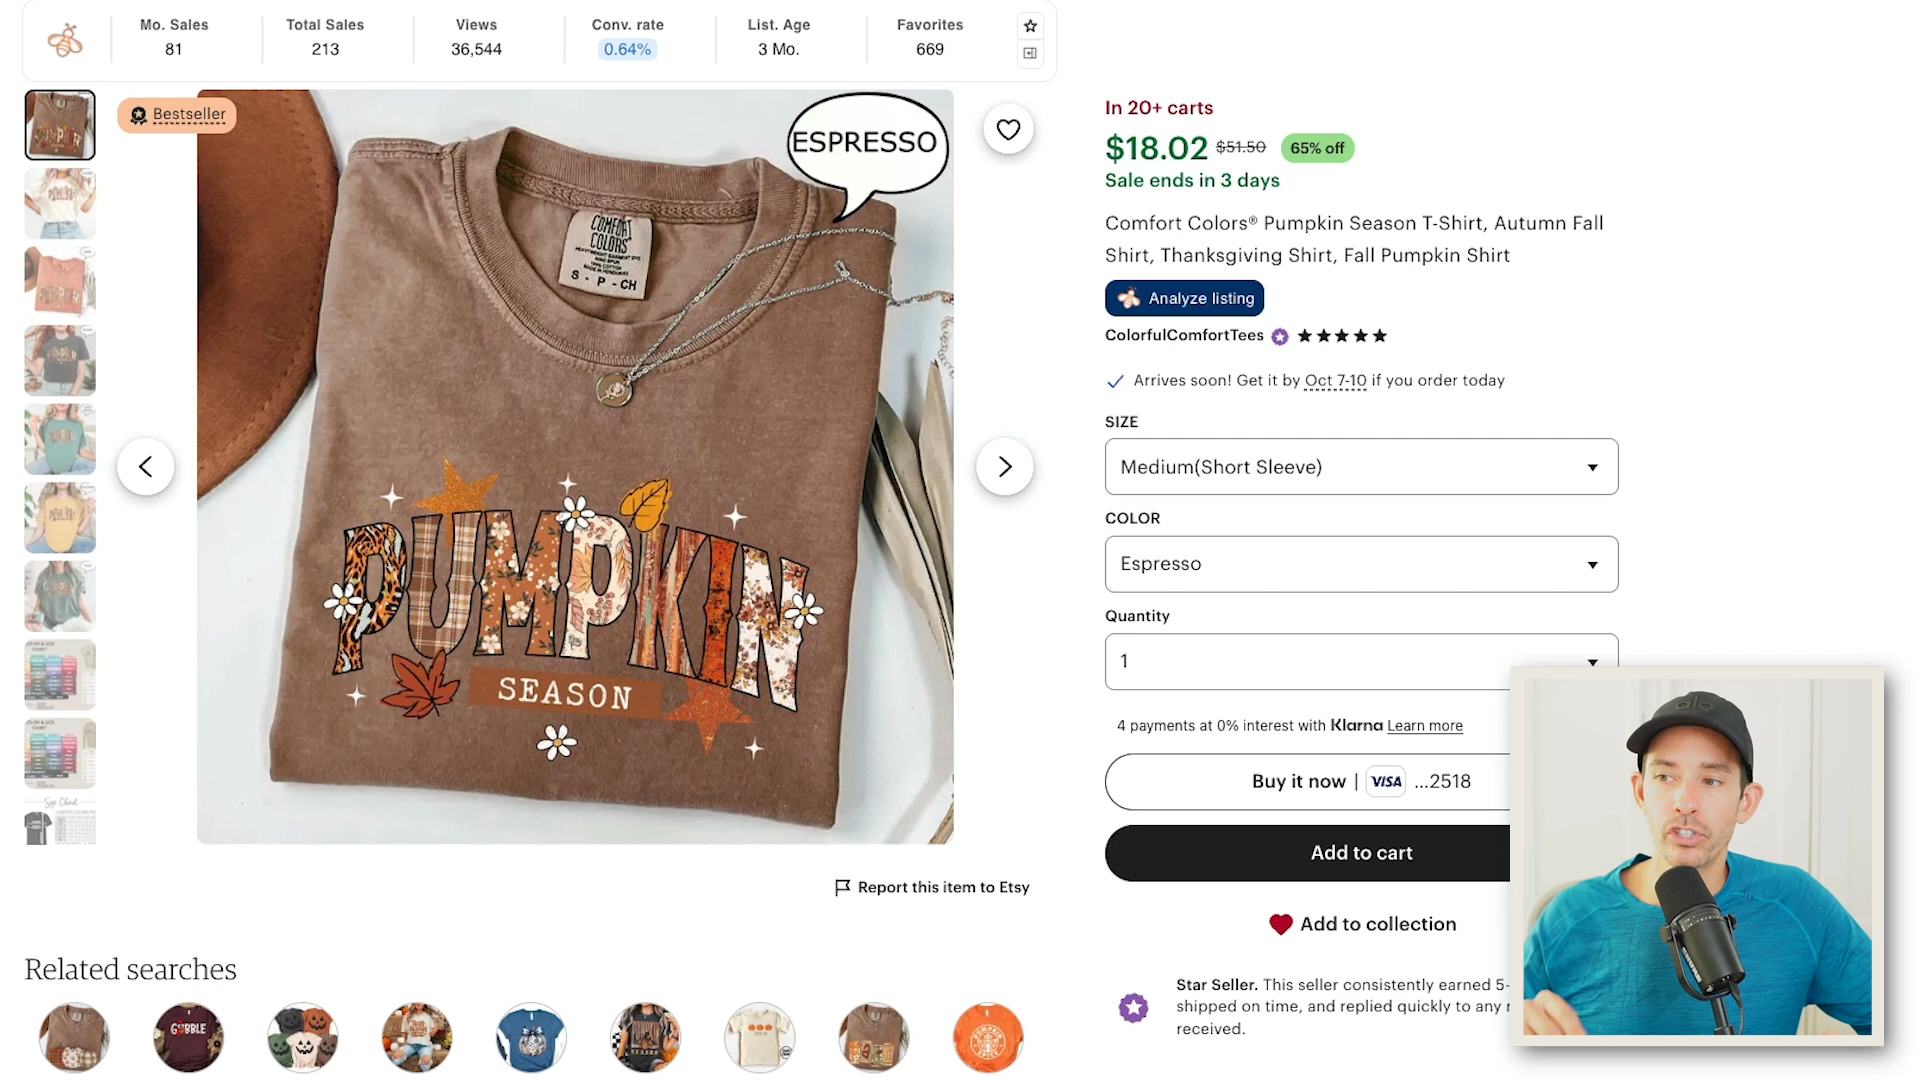 Mo. Sales
81
Total Sales
213
Views
36,544
Conv. rate
0.64%
List. Age
3 Mo.
Favorites
669
Bestseller
ESPRESSO
COMFORT
COLORS
S - P - CH
PUMPKIN
SEASON
Report this item to Etsy
Related searches
GOBBLE
SEASON
In 20+ carts
$18.02 $51.50 65% off
Sale ends in 3 days
Comfort Colors® Pumpkin Season T-Shirt, Autumn Fall
Shirt, Thanksgiving Shirt, Fall Pumpkin Shirt
Analyze listing
ColorfulComfortTees
Arrives soon! Get it by Oct 7-10 if you order today
SIZE
Medium(Short Sleeve)
COLOR
Espresso
Quantity
1
4 payments at 0% interest with Klarna Learn more
Buy it now | VISA ...2518
Add to cart
Add to collection
Star Seller. This seller consistently earned 5-
shipped on time, and replied quickly to any
received.
alo